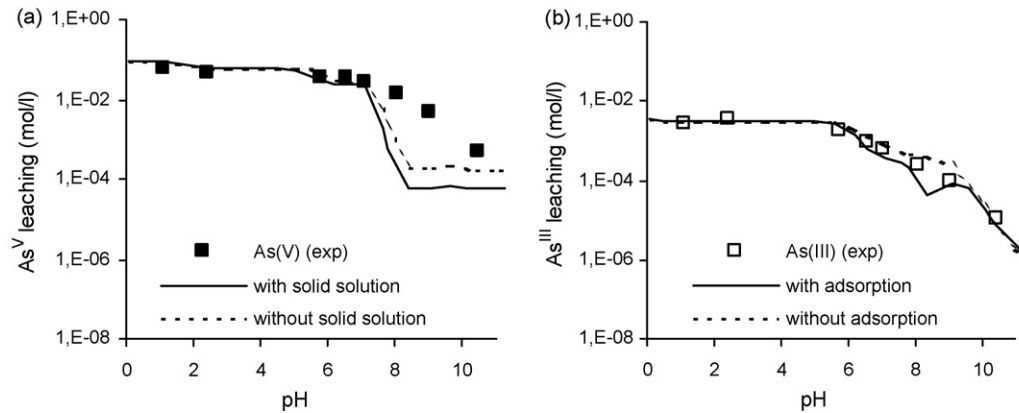 (a)
1,E+00
1,E-02
1,E-04
1,E-06
1,E-08
As^V leaching (mol/l)
As(V) (exp)
with solid solution
without solid solution
0 2 4 6 8 10
pH
(b)
1,E+00
1,E-02
1,E-04
1,E-06
1,E-08
As^III leaching (mol/l)
As(III) (exp)
with adsorption
without adsorption
0 2 4 6 8 10
pH